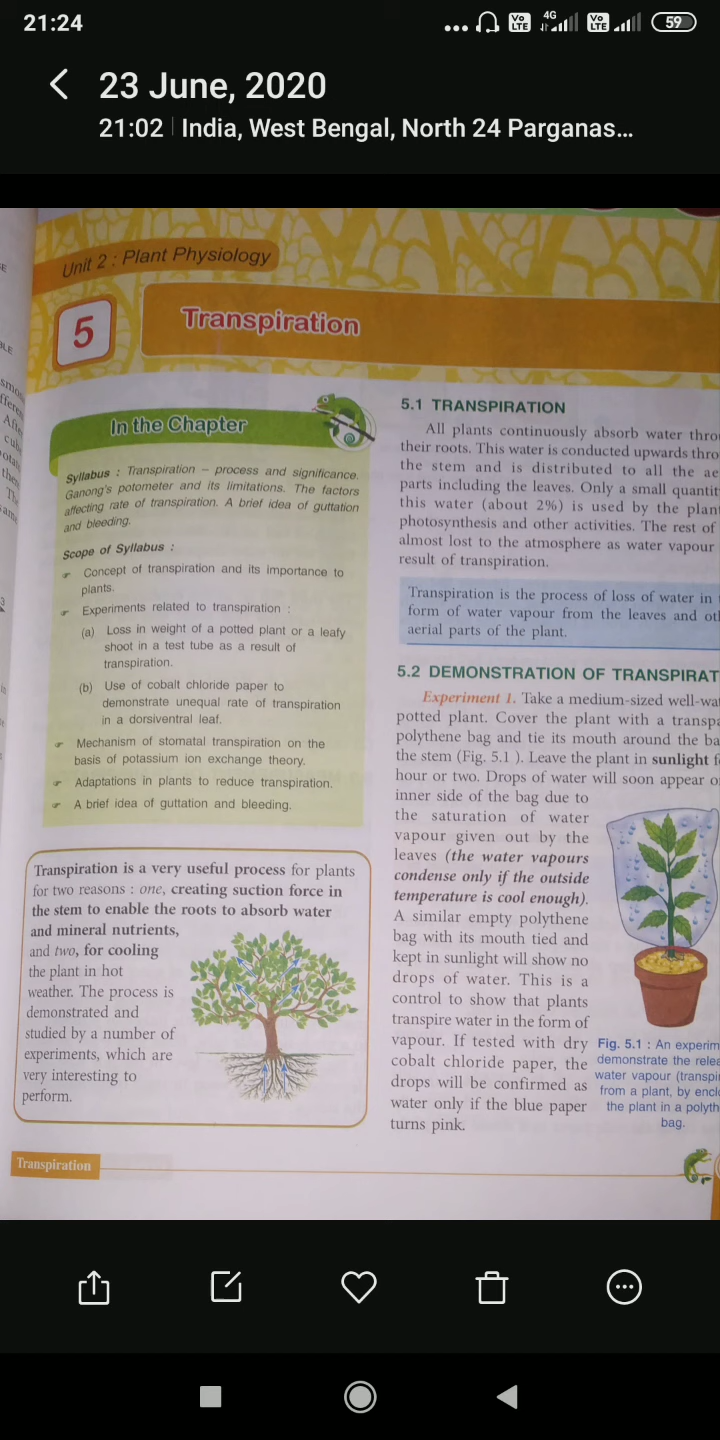 21:24
4G
Vo LTE
Vo LTE
59
23 June, 2020
21:02 | India, West Bengal, North 24 Parganas...
Unit 2 : Plant Physiology
5
Transpiration
In the Chapter
Syllabus : Transpiration – process and significance.
Ganong's potometer and its limitations. The factors
affecting rate of transpiration. A brief idea of guttation
and bleeding.
Scope of Syllabus :
☞ Concept of transpiration and its importance to
plants.
☞ Experiments related to transpiration :
(a) Loss in weight of a potted plant or a leafy
shoot in a test tube as a result of
transpiration.
(b) Use of cobalt chloride paper to
demonstrate unequal rate of transpiration
in a dorsiventral leaf.
☞ Mechanism of stomatal transpiration on the
basis of potassium ion exchange theory.
☞ Adaptations in plants to reduce transpiration.
☞ A brief idea of guttation and bleeding.
Transpiration is a very useful process for plants
for two reasons : one, creating suction force in
the stem to enable the roots to absorb water
and mineral nutrients,
and two, for cooling
the plant in hot
weather. The process is
demonstrated and
studied by a number of
experiments, which are
very interesting to
perform.
5.1 TRANSPIRATION
All plants continuously absorb water thro
their roots. This water is conducted upwards thro
the stem and is distributed to all the ae
parts including the leaves. Only a small quantit
this water (about 2%) is used by the plan
photosynthesis and other activities. The rest of
almost lost to the atmosphere as water vapour
result of transpiration.
Transpiration is the process of loss of water in
form of water vapour from the leaves and ot
aerial parts of the plant.
5.2 DEMONSTRATION OF TRANSPIRAT
Experiment 1. Take a medium-sized well-wa
potted plant. Cover the plant with a transpa
polythene bag and tie its mouth around the ba
the stem (Fig. 5.1 ). Leave the plant in sunlight f
hour or two. Drops of water will soon appear o
inner side of the bag due to
the saturation of water
vapour given out by the
leaves (the water vapours
condense only if the outside
temperature is cool enough).
A similar empty polythene
bag with its mouth tied and
kept in sunlight will show no
drops of water. This is a
control to show that plants
transpire water in the form of
vapour. If tested with dry
cobalt chloride paper, the
drops will be confirmed as
water only if the blue paper
turns pink.
Fig. 5.1 : An experim
demonstrate the relea
water vapour (transpi
from a plant, by enclo
the plant in a polyth
bag.
Transpiration